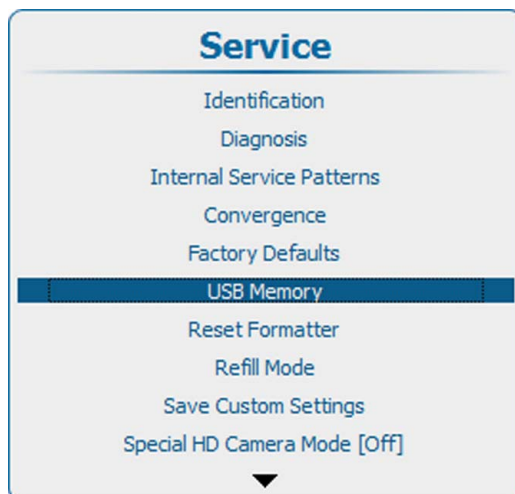 Service
Identification
Diagnosis
Internal Service Patterns
Convergence
Factory Defaults
USB Memory
Reset Formatter
Refill Mode
Save Custom Settings
Special HD Camera Mode [Off]